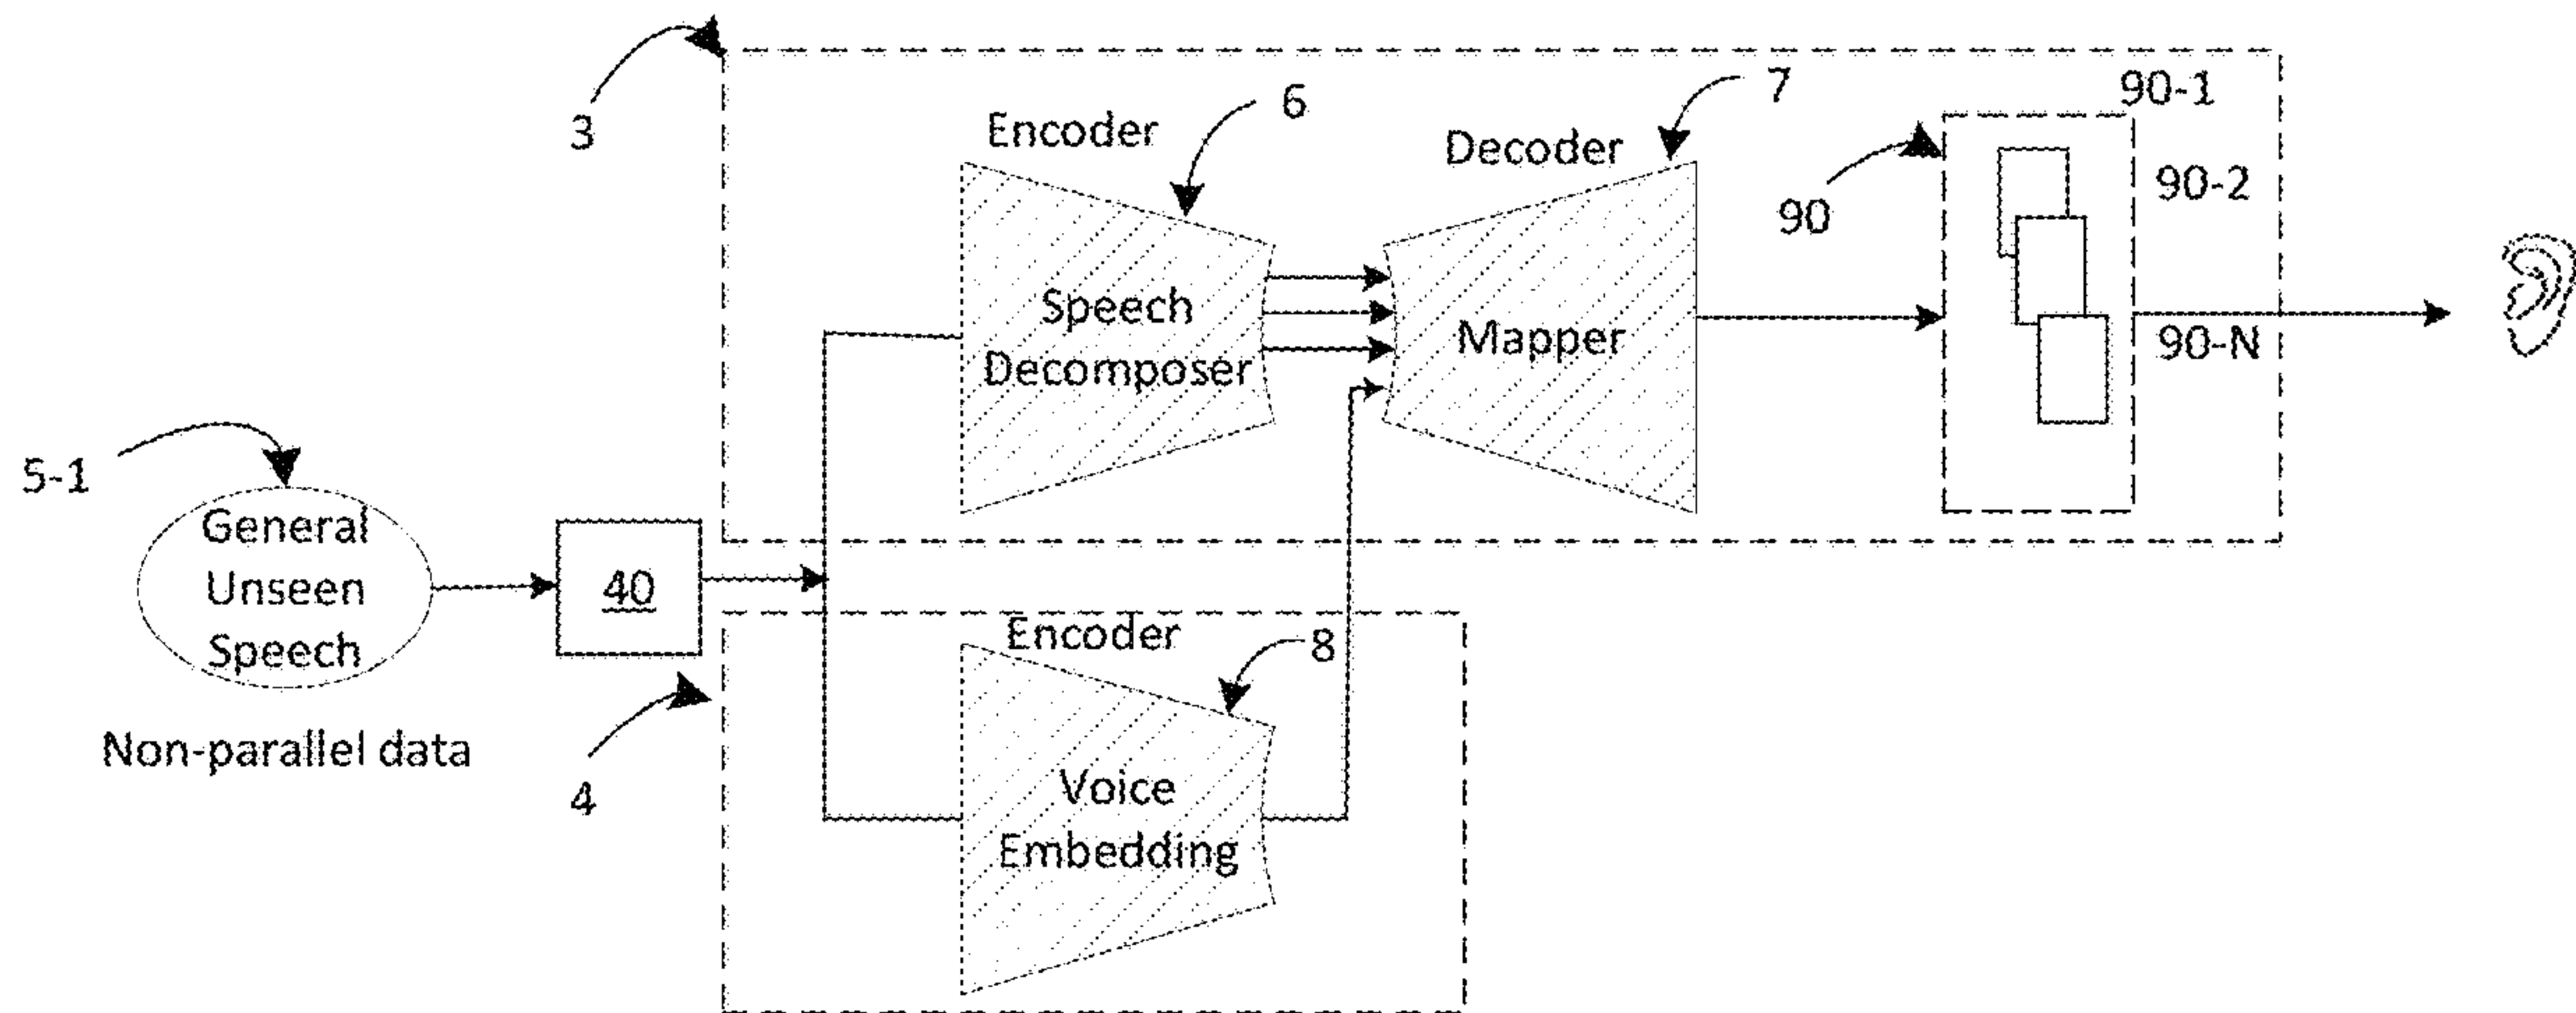 3
Encoder
6
Decoder
7
90-1
90
90-2
90-N
Speech
Decomposer
Mapper
5-1
General
Unseen
Speech
40
Non-parallel data
4
Encoder
8
Voice
Embedding